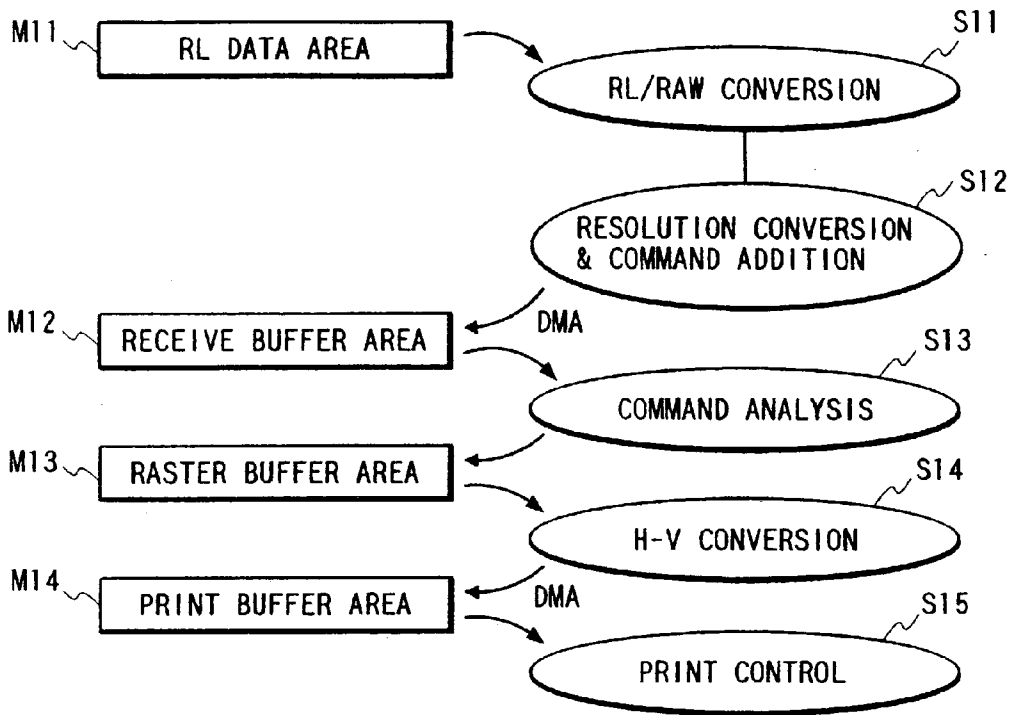 M11
RL DATA AREA
S11
RL/RAW CONVERSION
S12
RESOLUTION CONVERSION
& COMMAND ADDITION
DMA
M12
RECEIVE BUFFER AREA
S13
COMMAND ANALYSIS
M13
RASTER BUFFER AREA
S14
H-V CONVERSION
M14
PRINT BUFFER AREA
DMA
S15
PRINT CONTROL